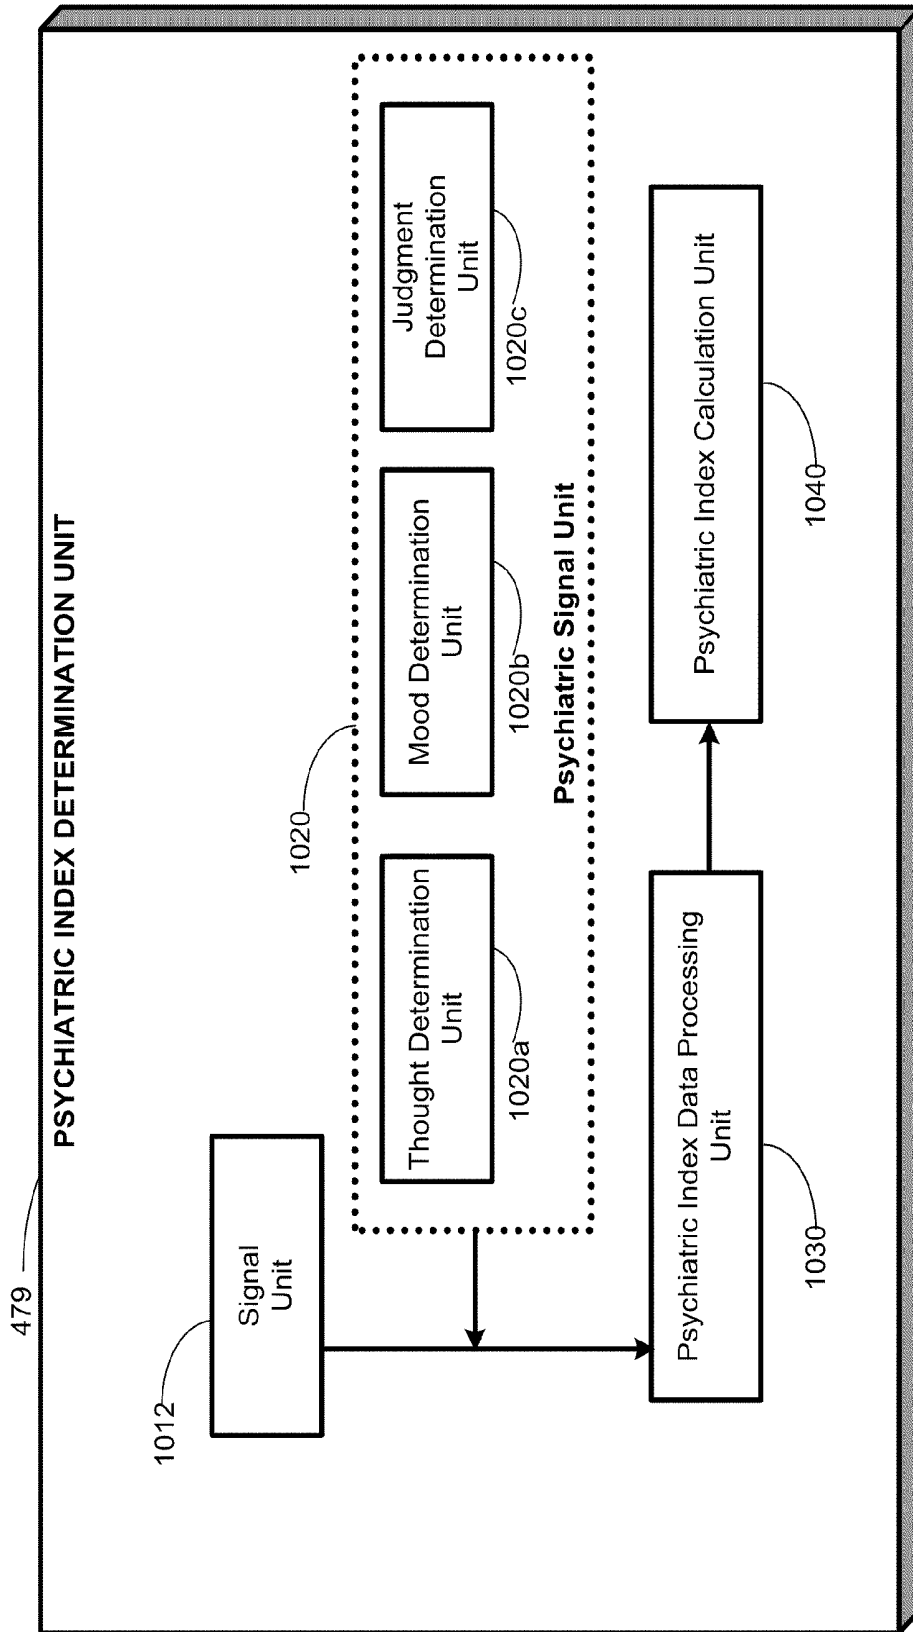 479
PSYCHIATRIC INDEX DETERMINATION UNIT
1012
Signal
Unit
1020
Thought Determination
Unit
1020a
Mood Determination
Unit
1020b
Judgment
Determination
Unit
1020c
Psychiatric Signal Unit
Psychiatric Index Data Processing
Unit
1030
Psychiatric Index Calculation Unit
1040